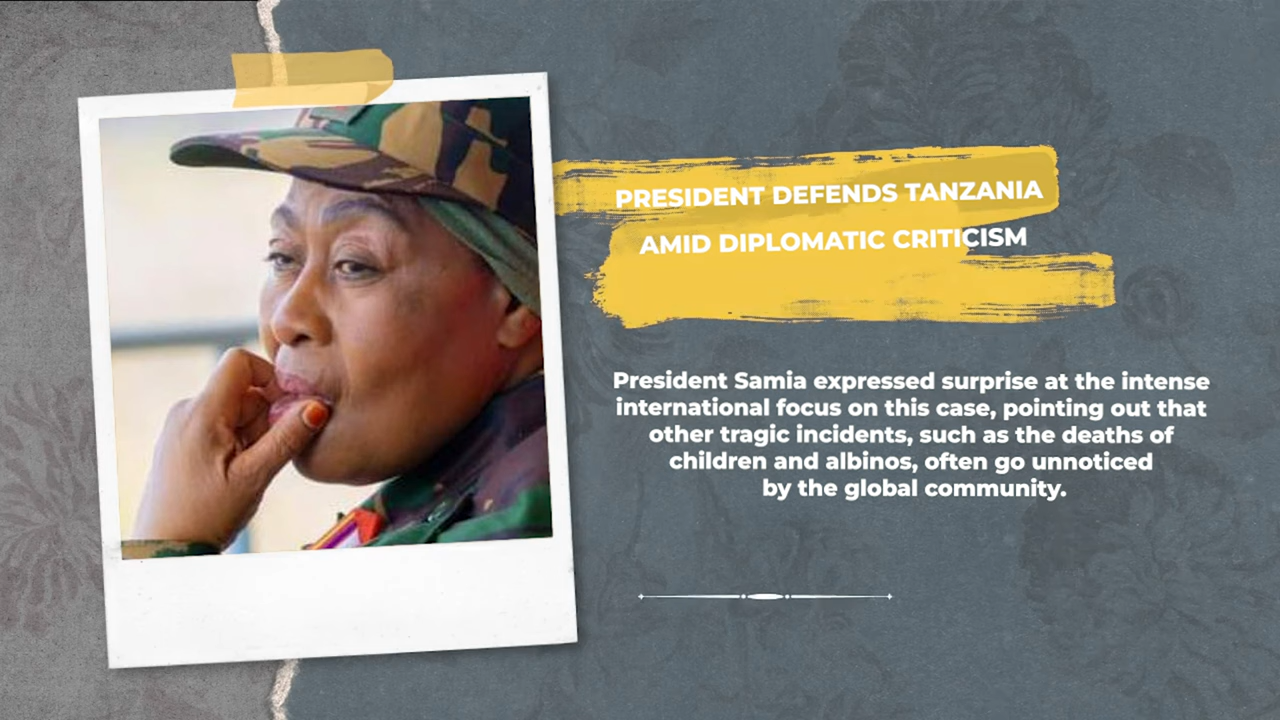 PRESIDENT DEFENDS TANZANIA
AMID DIPLOMATIC CRITICISM
President Samia expressed surprise at the intense
international focus on this case, pointing out that
other tragic incidents, such as the deaths of
children and albinos, often go unnoticed
by the global community.